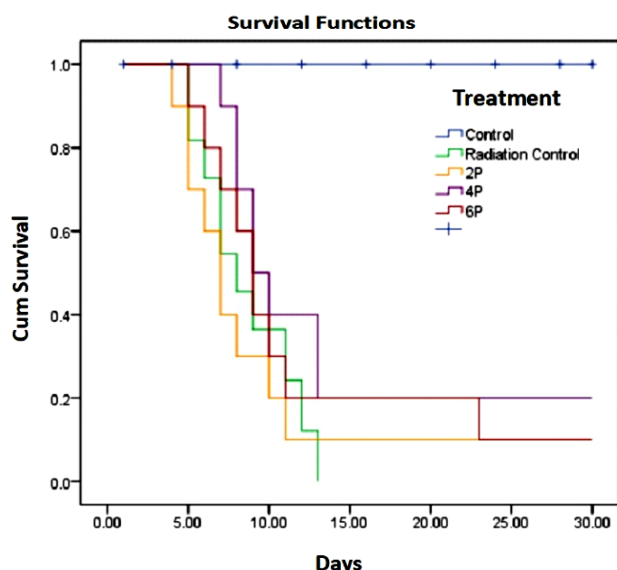 Survival Functions
1.0
0.8
0.6
0.4
0.2
0.0
Cum Survival
Treatment
Control
Radiation Control
2P
4P
6P
0.00 5.00 10.00 15.00 20.00 25.00 30.00
Days